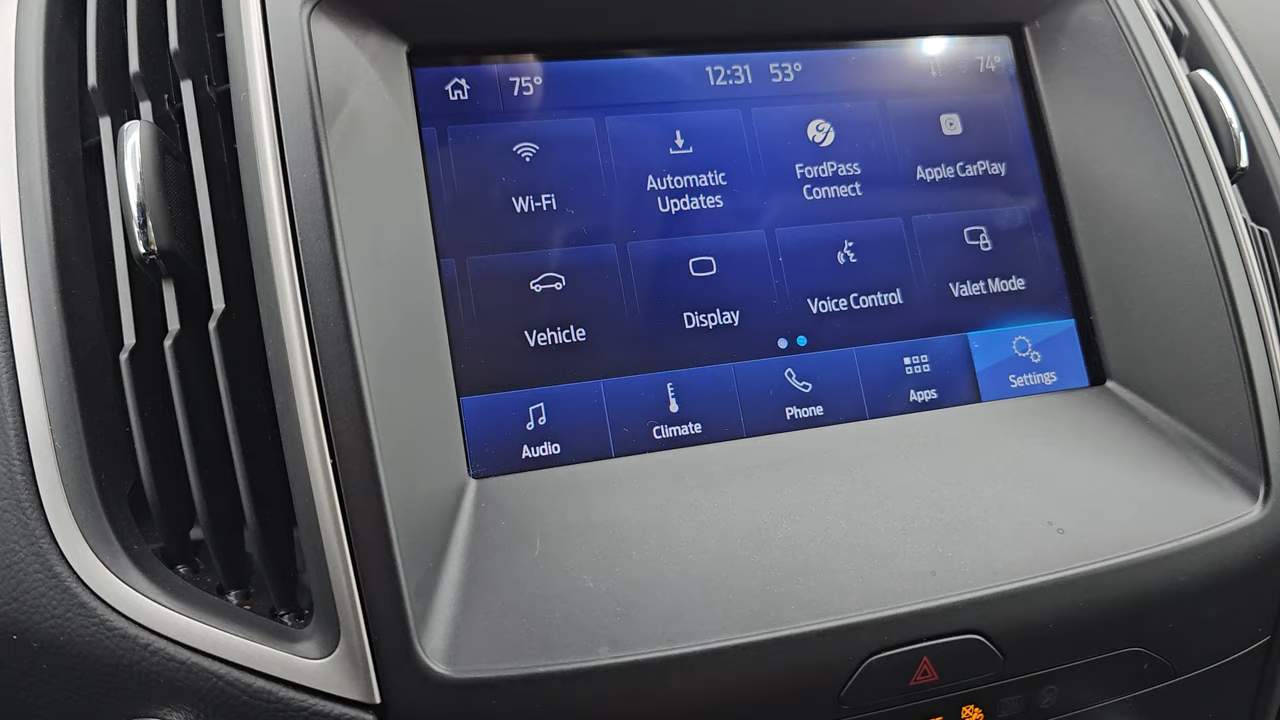 75°
12:31 53°
74°
Wi-Fi
Automatic
Updates
FordPass
Connect
Apple CarPlay
Vehicle
Display
Voice Control
Valet Mode
Audio
Climate
Phone
Apps
Settings